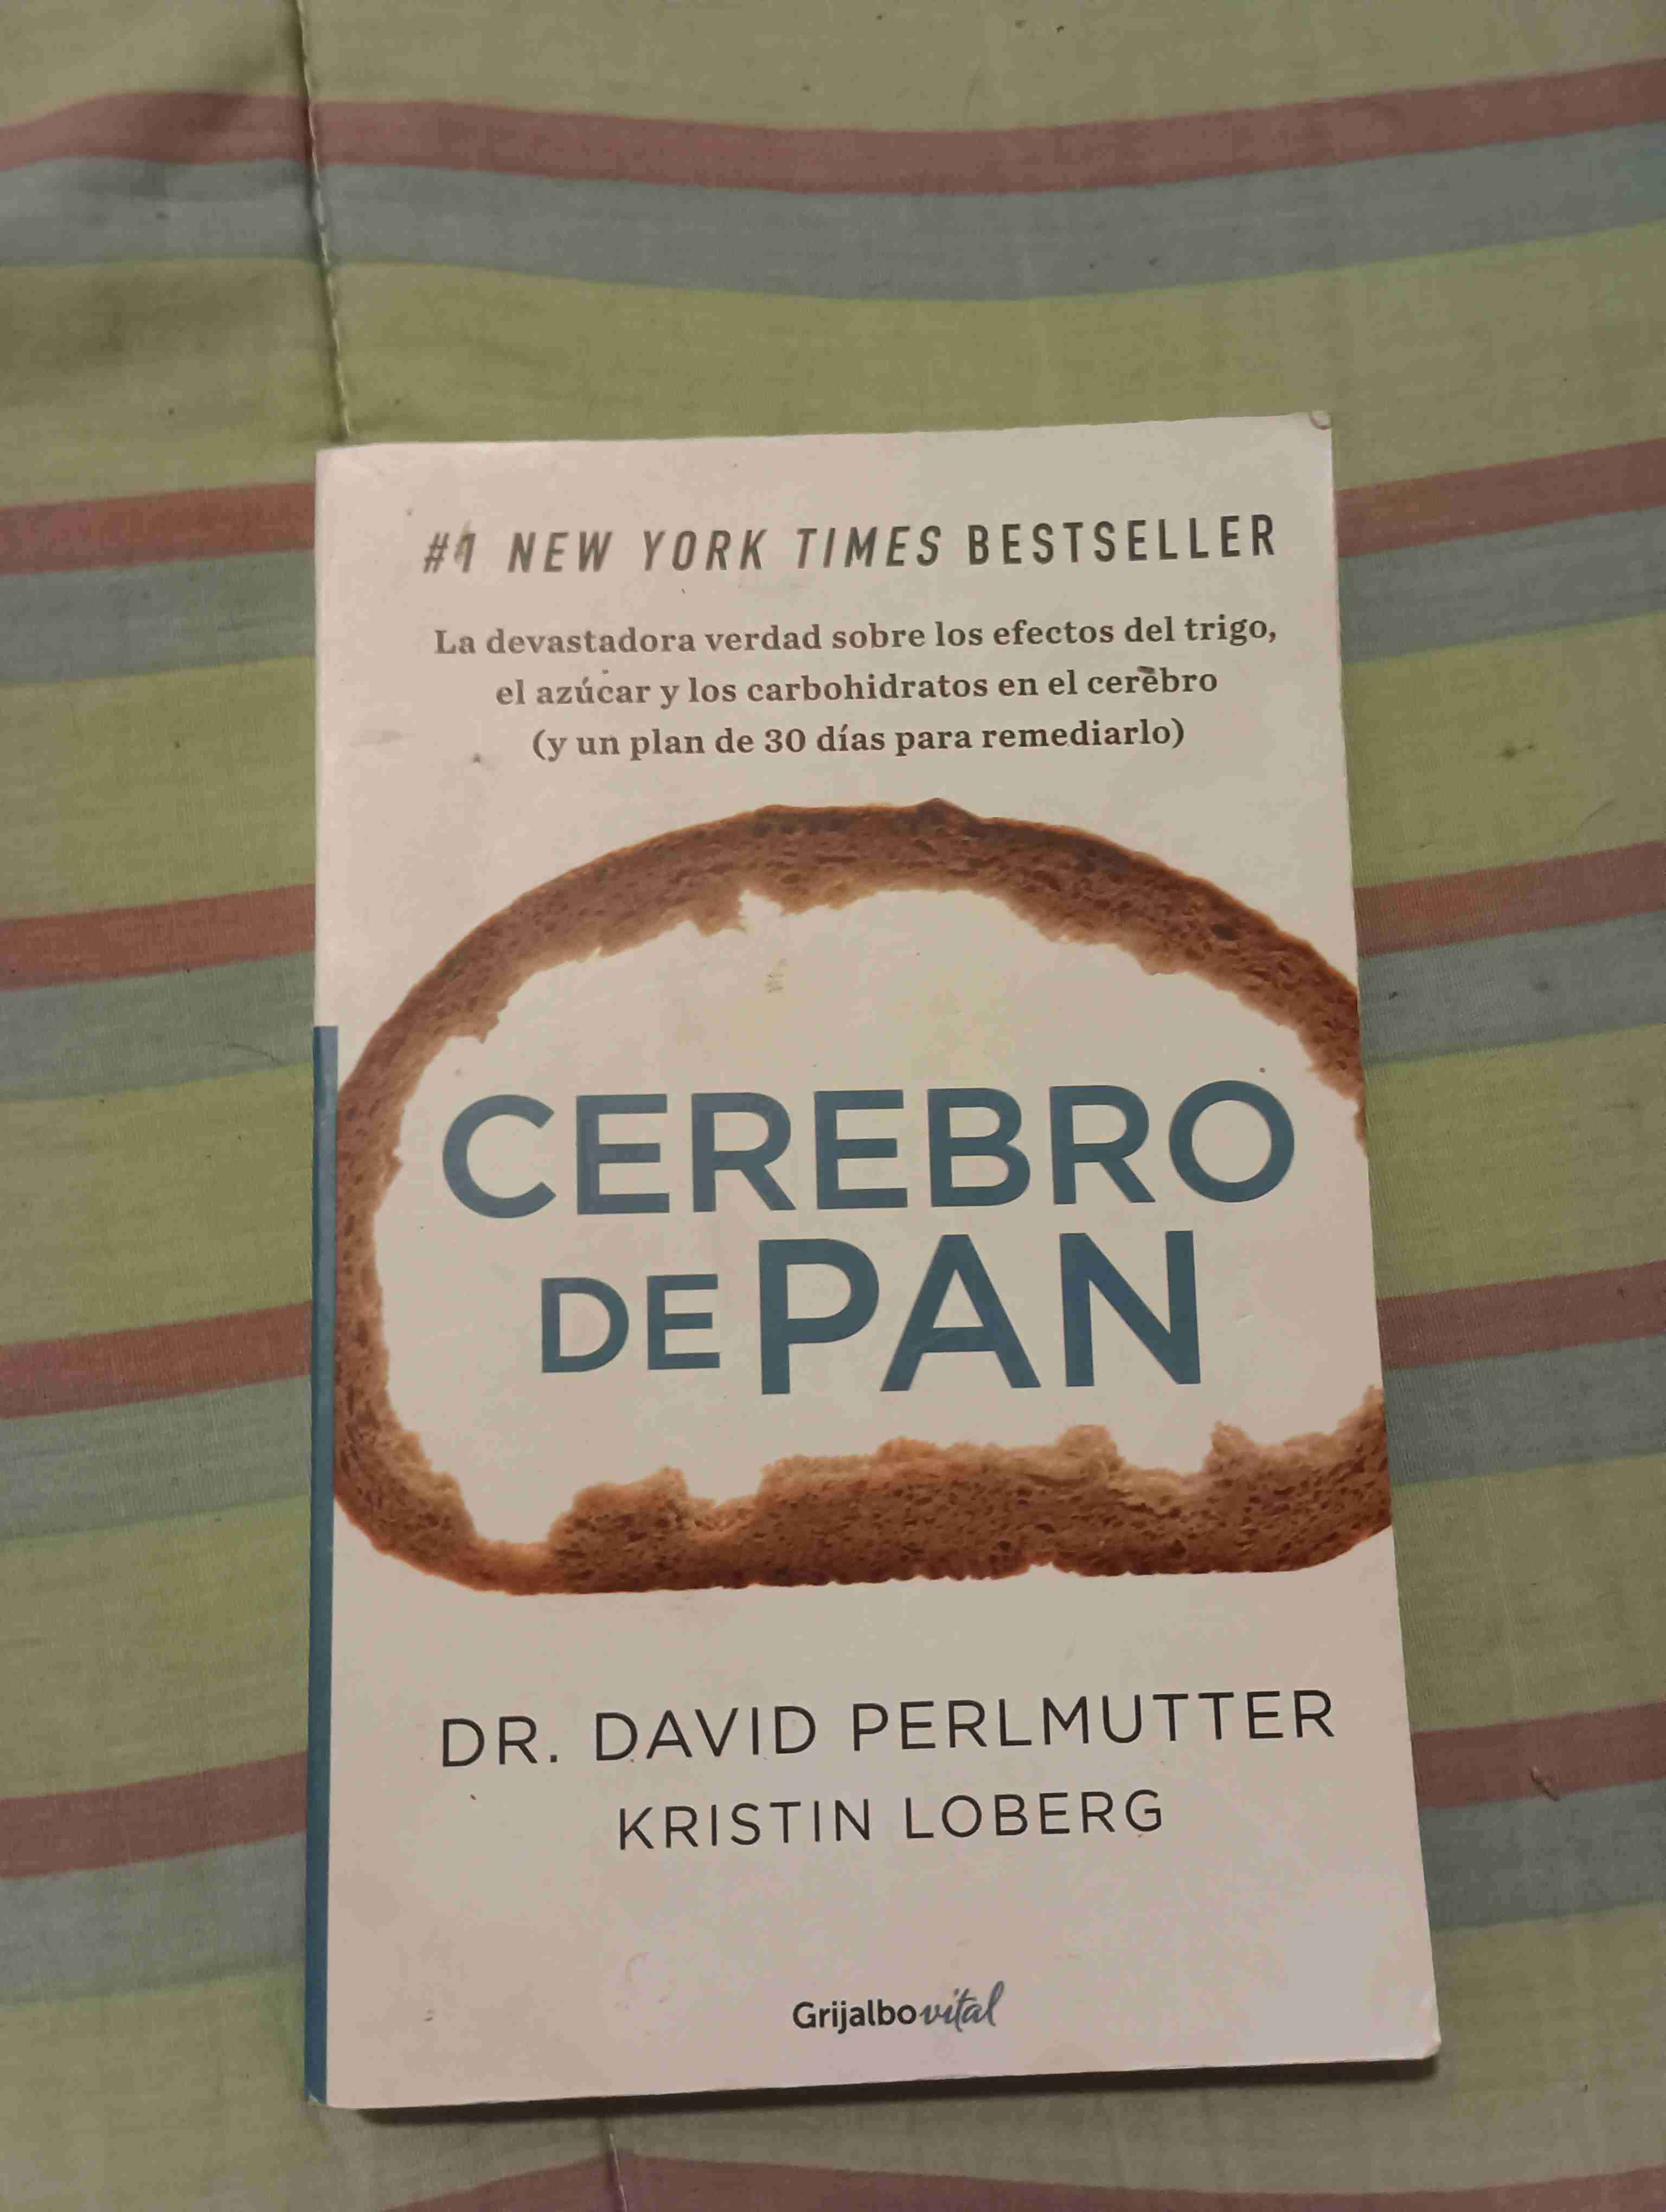 #1 NEW YORK TIMES BESTSELLER
La devastadora verdad sobre los efectos del trigo,
el azúcar y los carbohidratos en el cerebro
(y un plan de 30 días para remediarlo)
CEREBRO
DE PAN
DR. DAVID PERLMUTTER
KRISTIN LOBERG
Grijalbo vital